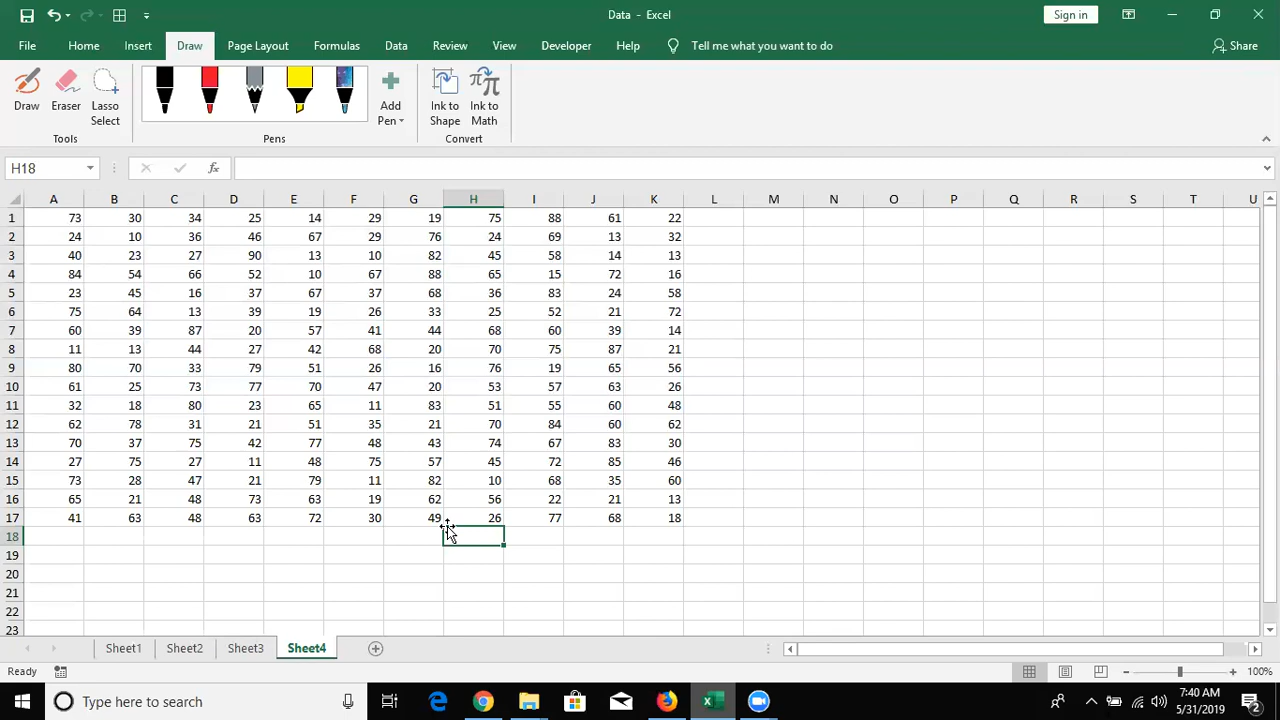 Data - Excel
Sign in
File Home Insert Draw Page Layout Formulas Data Review View Developer Help Tell me what you want to do Share
Draw Eraser Lasso Select Add Pen Ink to Shape Ink to Math
Tools Pens Convert
H18 fx
A B C D E F G H I J K L M N O P Q R S T U
1 73 30 34 25 14 29 19 75 88 61 22
2 24 10 36 46 67 29 76 24 69 13 32
3 40 23 27 90 13 10 82 45 58 14 13
4 84 54 66 52 10 67 88 65 15 72 16
5 23 45 16 37 67 37 68 36 83 24 58
6 75 64 13 39 19 26 33 25 52 21 72
7 60 39 87 20 57 41 44 68 60 39 14
8 11 13 44 27 42 68 20 70 75 87 21
9 80 70 33 79 51 26 16 76 19 65 56
10 61 25 73 77 70 47 20 53 57 63 26
11 32 18 80 23 65 11 83 51 55 60 48
12 62 78 31 21 51 35 21 70 84 60 62
13 70 37 75 42 77 48 43 74 67 83 30
14 27 75 27 11 48 75 57 45 72 85 46
15 73 28 47 21 79 11 82 10 68 35 60
16 65 21 48 73 63 19 62 56 22 21 13
17 41 63 48 63 72 30 49 26 77 68 18
18
19
20
21
22
23
Sheet1 Sheet2 Sheet3 Sheet4
Ready 100%
Type here to search
7:40 AM
5/31/2019
2